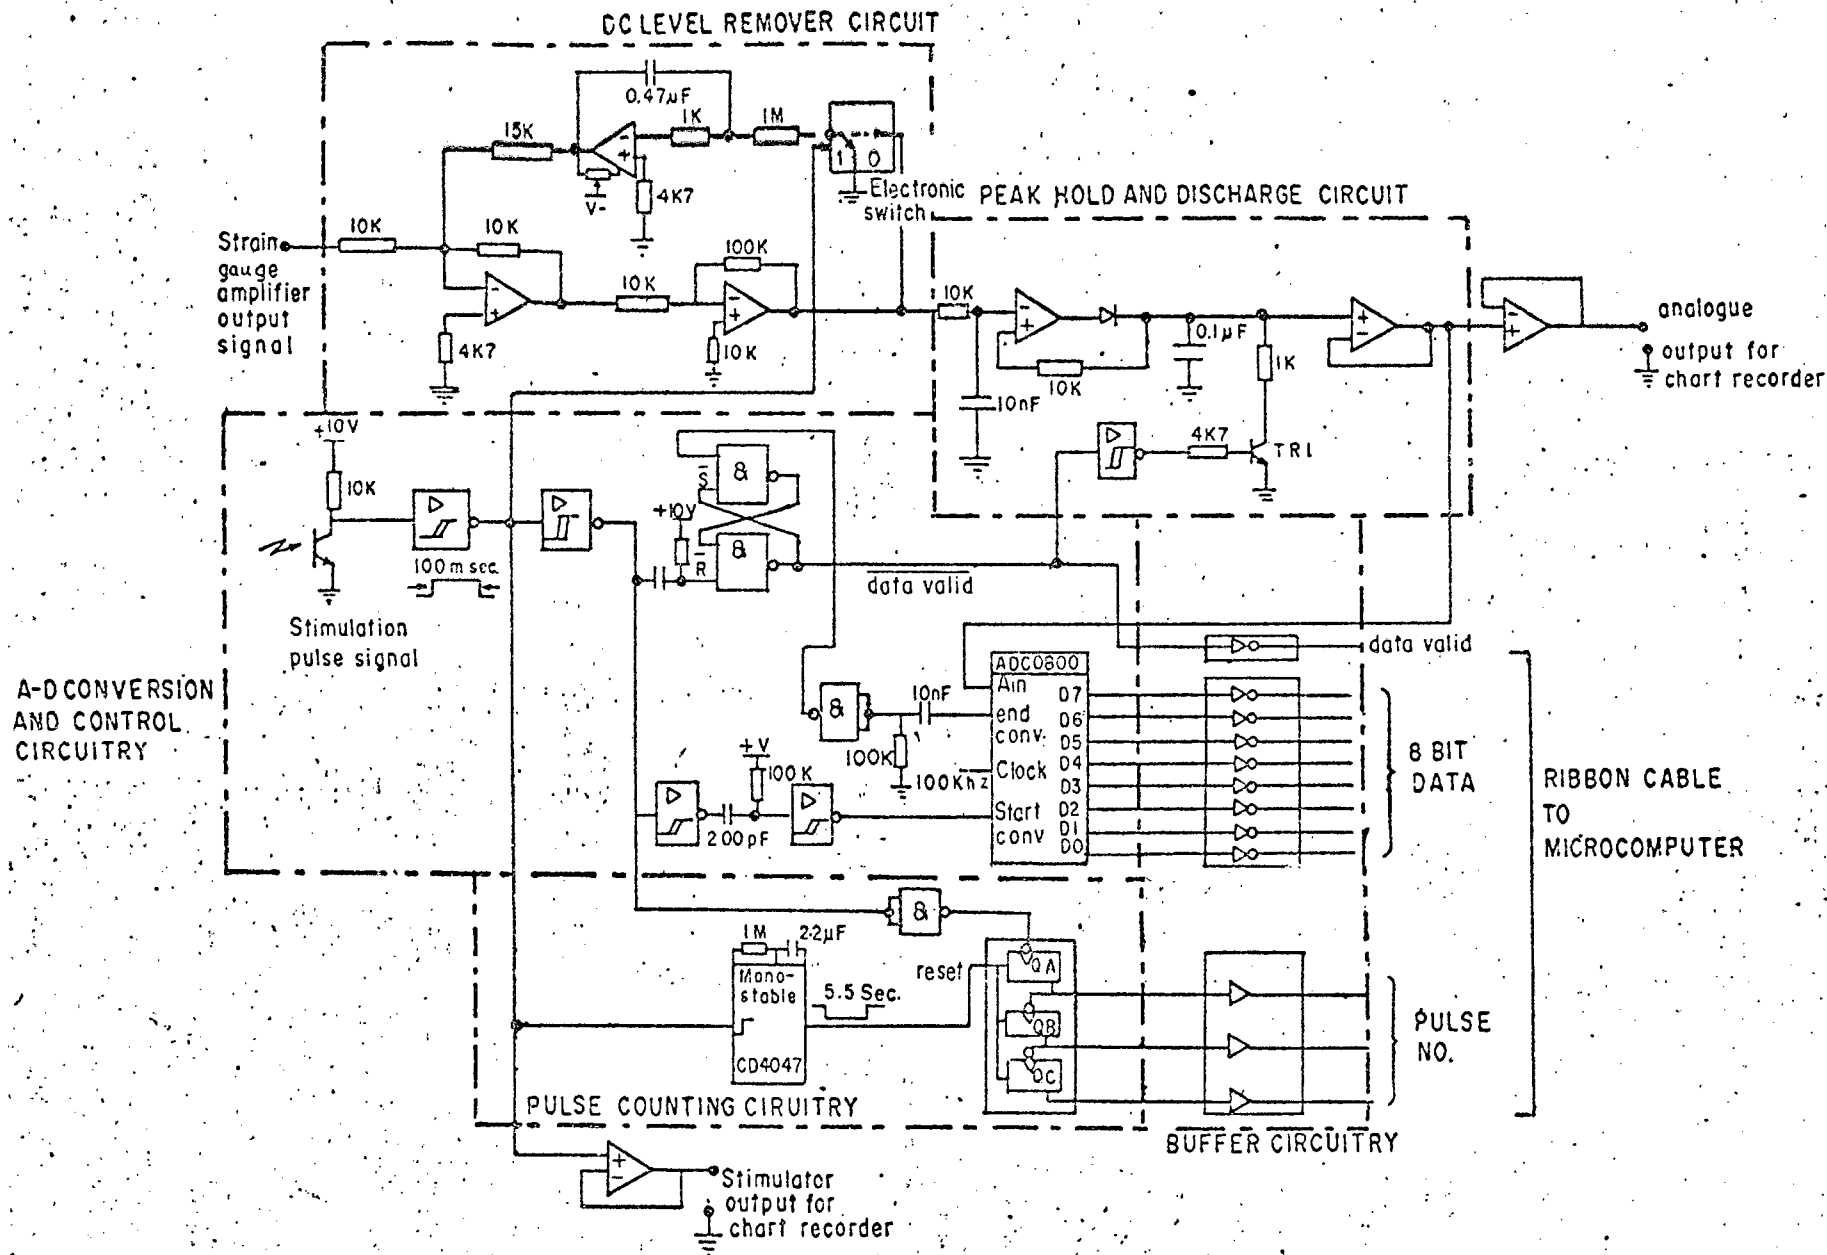 DC LEVEL REMOVER CIRCUIT
0.47µF
15K
1K
1M
-
+
V-
4K7
1 0
Electronic
switch
PEAK HOLD AND DISCHARGE CIRCUIT
Strain
gauge
amplifier
output
signal
10K
10K
-
+
4K7
10K
100K
-
+
10K
10K
-
+
10nF
10K
0.1µF
1K
+
-
-
+
analogue
output for
chart recorder
4K7
TR1
+10V
10K
100 m sec.
Stimulation
pulse signal
&
S
+10V
&
R
data valid
A-D CONVERSION
AND CONTROL
CIRCUITRY
&
10nF
100K
+V
100K
200pF
ADC0800
Ain
end
conv.
100Khz
Clock
Start
conv
D7
D6
D5
D4
D3
D2
D1
D0
data valid
8 BIT
DATA
RIBBON CABLE
TO
MICROCOMPUTER
&
1M
2.2µF
Mono-
stable
CD4047
5.5 Sec.
reset
QA
QB
QC
PULSE
NO.
PULSE COUNTING CIRUITRY
BUFFER CIRCUITRY
+
-
Stimulator
output for
chart recorder